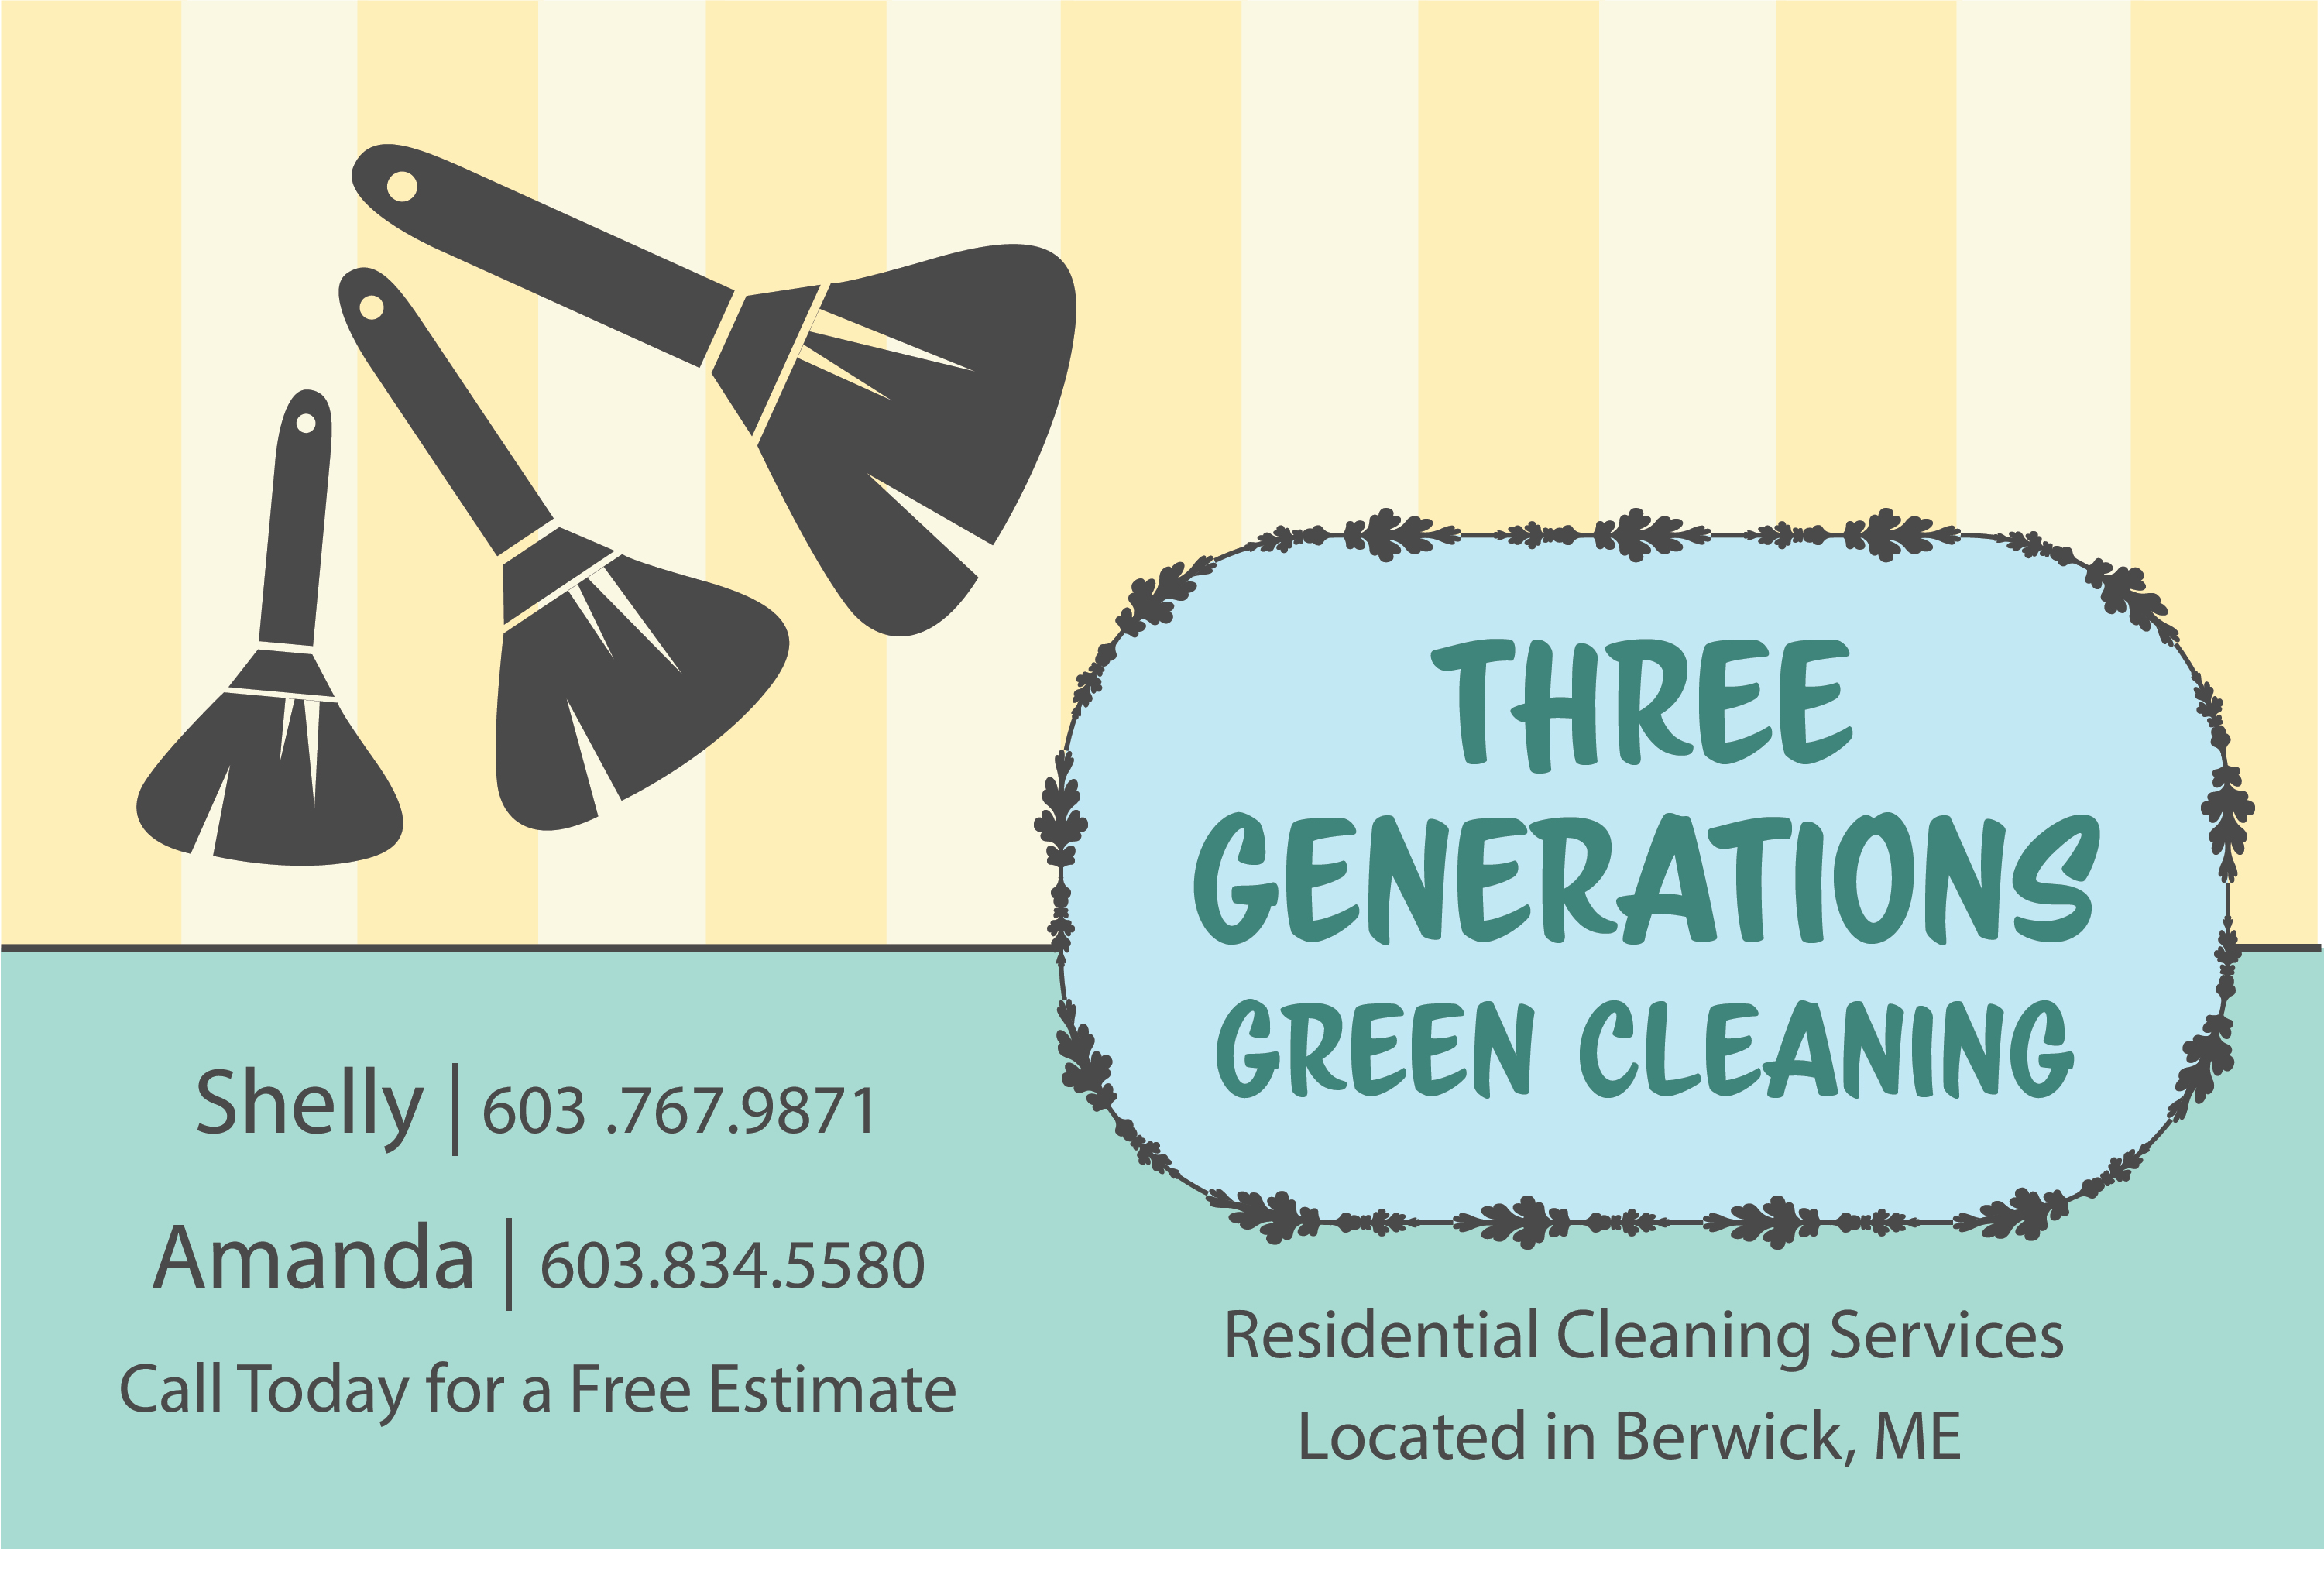 THREE
GENERATIONS
GREEN CLEANING
Shelly | 603 .767.9871
Amanda | 603.834.5580
Call Today for a Free Estimate
Residential Cleaning Services
Located in Berwick, ME